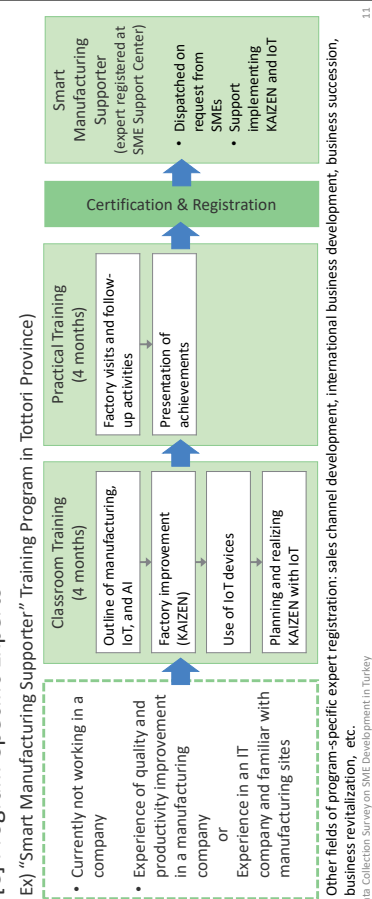 Ex) "Smart Manufacturing Supporter" Training Program in Tottori Province)
• Currently not working in a
company
• Experience of quality and
productivity improvement
in a manufacturing
company
or
Experience in an IT
company and familiar with
manufacturing sites
Classroom Training
(4 months)
Outline of manufacturing,
IoT, and AI
Factory improvement
(KAIZEN)
Use of IoT devices
Planning and realizing
KAIZEN with IoT
Practical Training
(4 months)
Factory visits and follow-
up activities
Presentation of
achievements
Certification & Registration
Smart
Manufacturing
Supporter
(expert registered at
SME Support Center)
• Dispatched on
request from
SMEs
• Support
implementing
KAIZEN and IoT
Other fields of program-specific expert registration: sales channel development, international business development, business succession,
business revitalization, etc.
Collection Survey on SME Development in Turkey
11